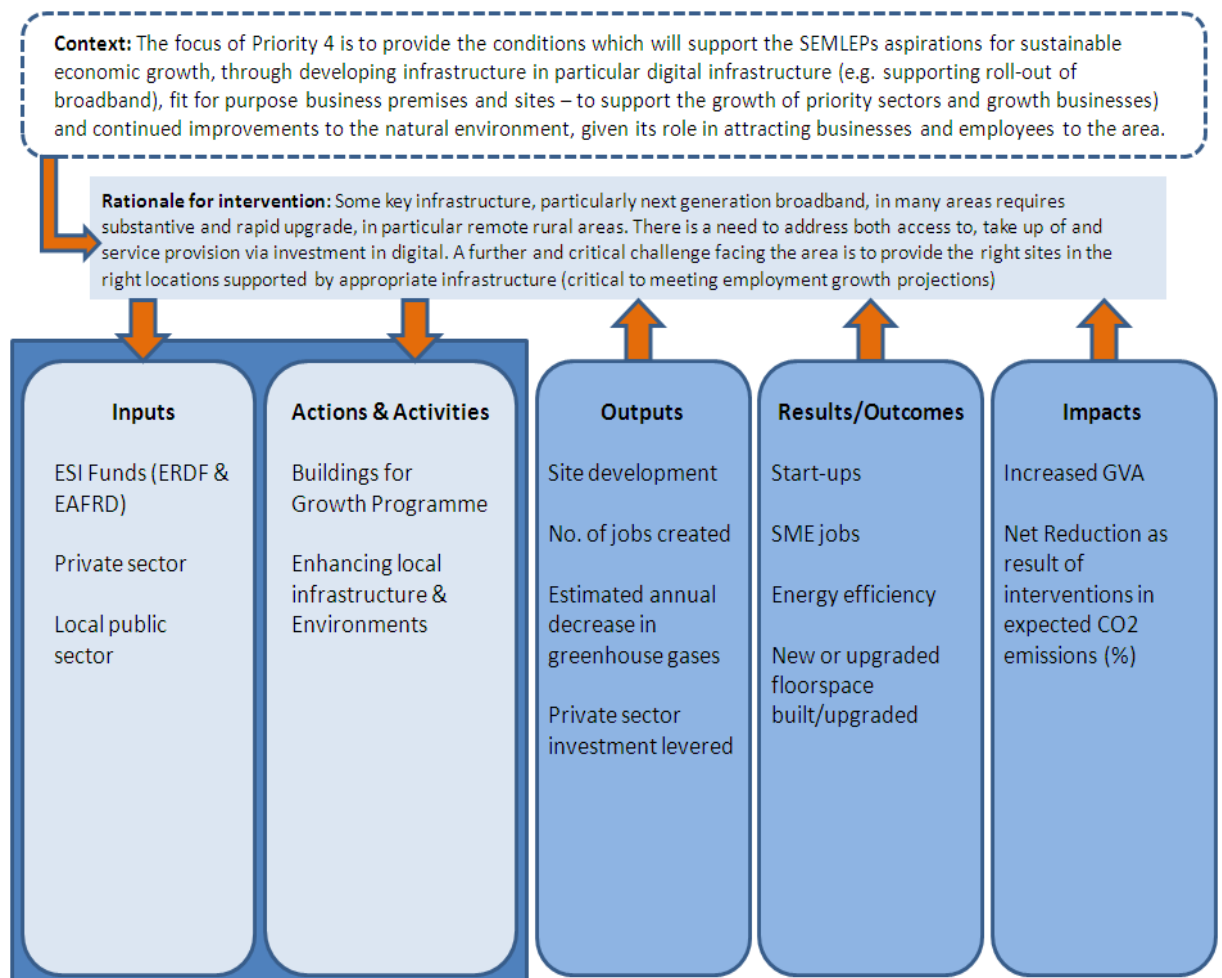 Context: The focus of Priority 4 is to provide the conditions which will support the SEMLEPs aspirations for sustainable
economic growth, through developing infrastructure in particular digital infrastructure (e.g. supporting roll-out of
broadband), fit for purpose business premises and sites – to support the growth of priority sectors and growth businesses)
and continued improvements to the natural environment, given its role in attracting businesses and employees to the area.
Rationale for intervention: Some key infrastructure, particularly next generation broadband, in many areas requires
substantive and rapid upgrade, in particular remote rural areas. There is a need to address both access to, take up of and
service provision via investment in digital. A further and critical challenge facing the area is to provide the right sites in the
right locations supported by appropriate infrastructure (critical to meeting employment growth projections)
Inputs
ESI Funds (ERDF &
EAFRD)
Private sector
Local public
sector
Actions & Activities
Buildings for
Growth Programme
Enhancing local
infrastructure &
Environments
Outputs
Site development
No. of jobs created
Estimated annual
decrease in
greenhouse gases
Private sector
investment levered
Results/Outcomes
Start-ups
SME jobs
Energy efficiency
New or upgraded
floorspace
built/upgraded
Impacts
Increased GVA
Net Reduction as
result of
interventions in
expected CO2
emissions (%)